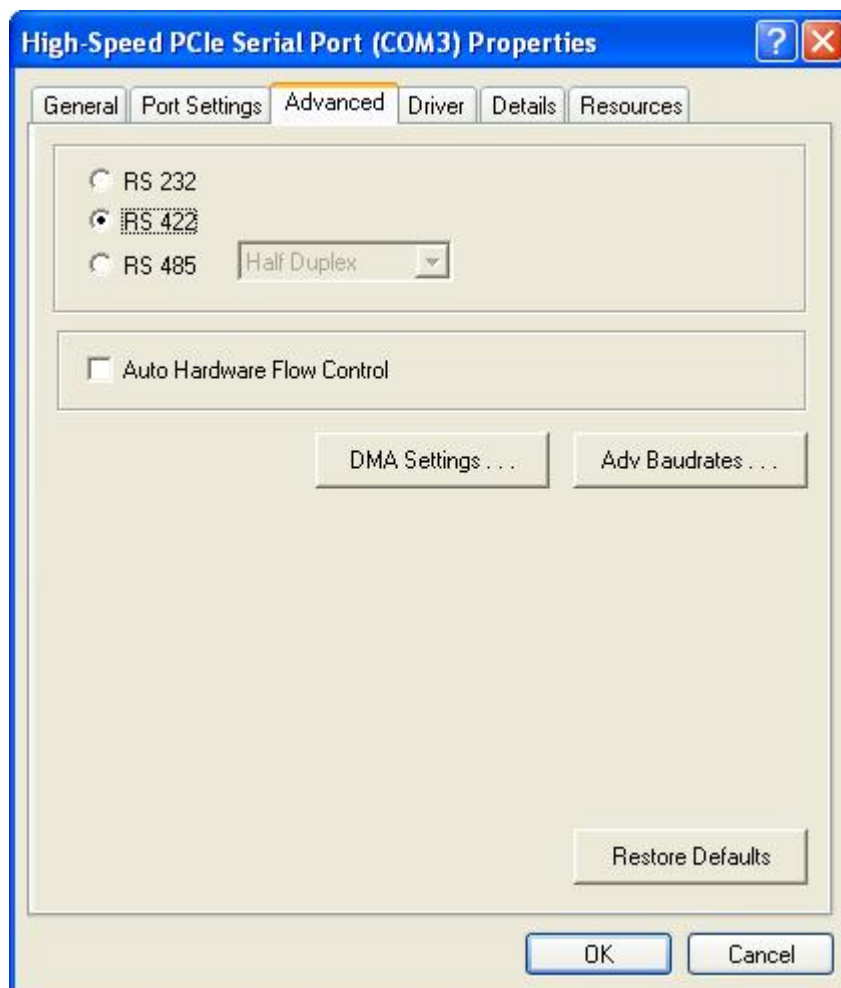 High-Speed PCIe Serial Port (COM3) Properties
General Port Settings Advanced Driver Details Resources
RS 232
RS 422
RS 485 Half Duplex
Auto Hardware Flow Control
DMA Settings . . . Adv Baudrates . . .
Restore Defaults
OK Cancel